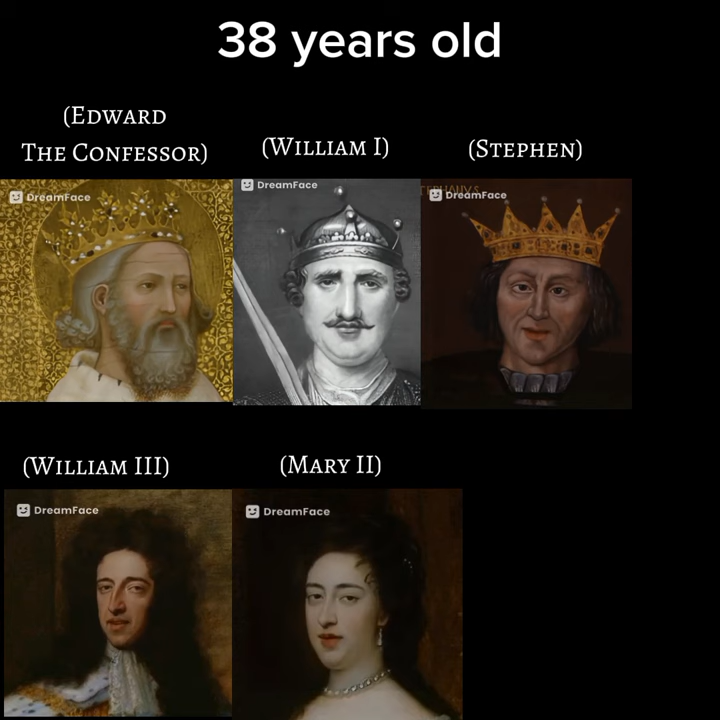 38 years old
(Edward
The Confessor)
(William I)
(Stephen)
DreamFace
DreamFace
DreamFace
(William III)
(Mary II)
DreamFace
DreamFace